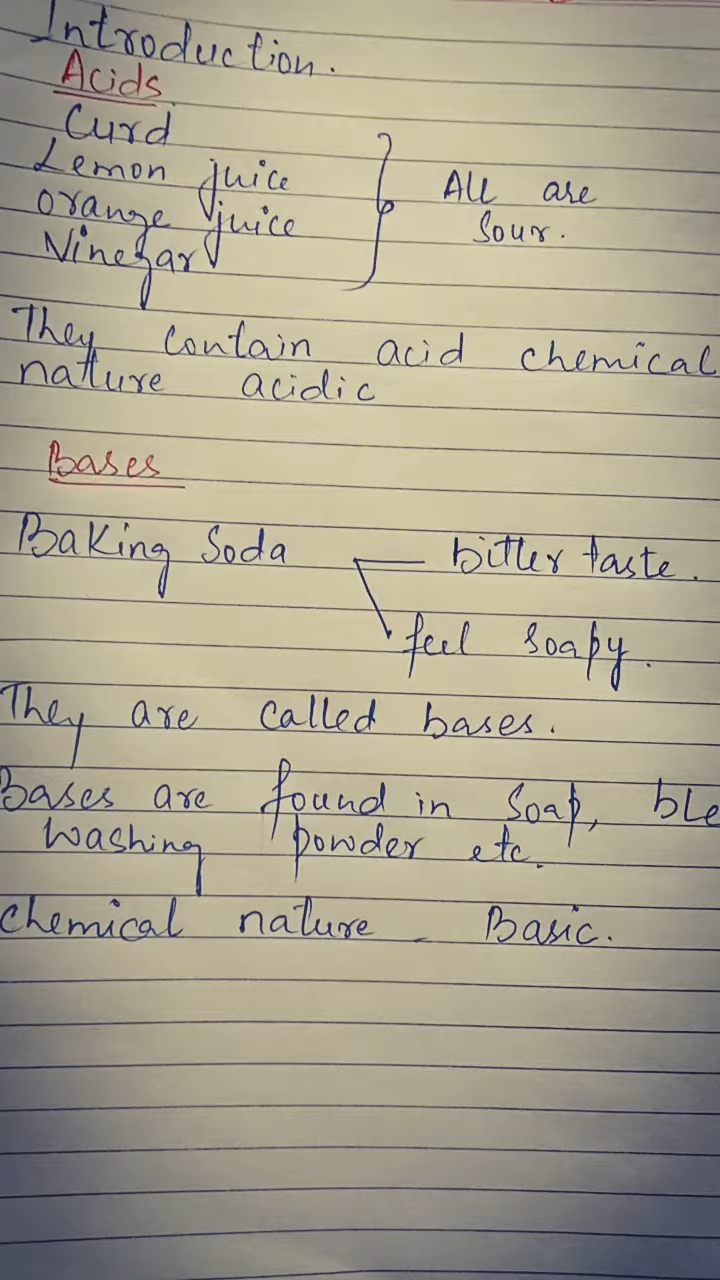 Introduction.
Acids
Curd
Lemon juice
Orange juice
Vinegar
All are
Sour.
They contain acid chemical
nature acidic
Bases
Baking Soda
bitter taste.
feel soapy.
They are called bases.
Bases are found in Soap, ble
washing powder etc.
chemical nature - Basic.